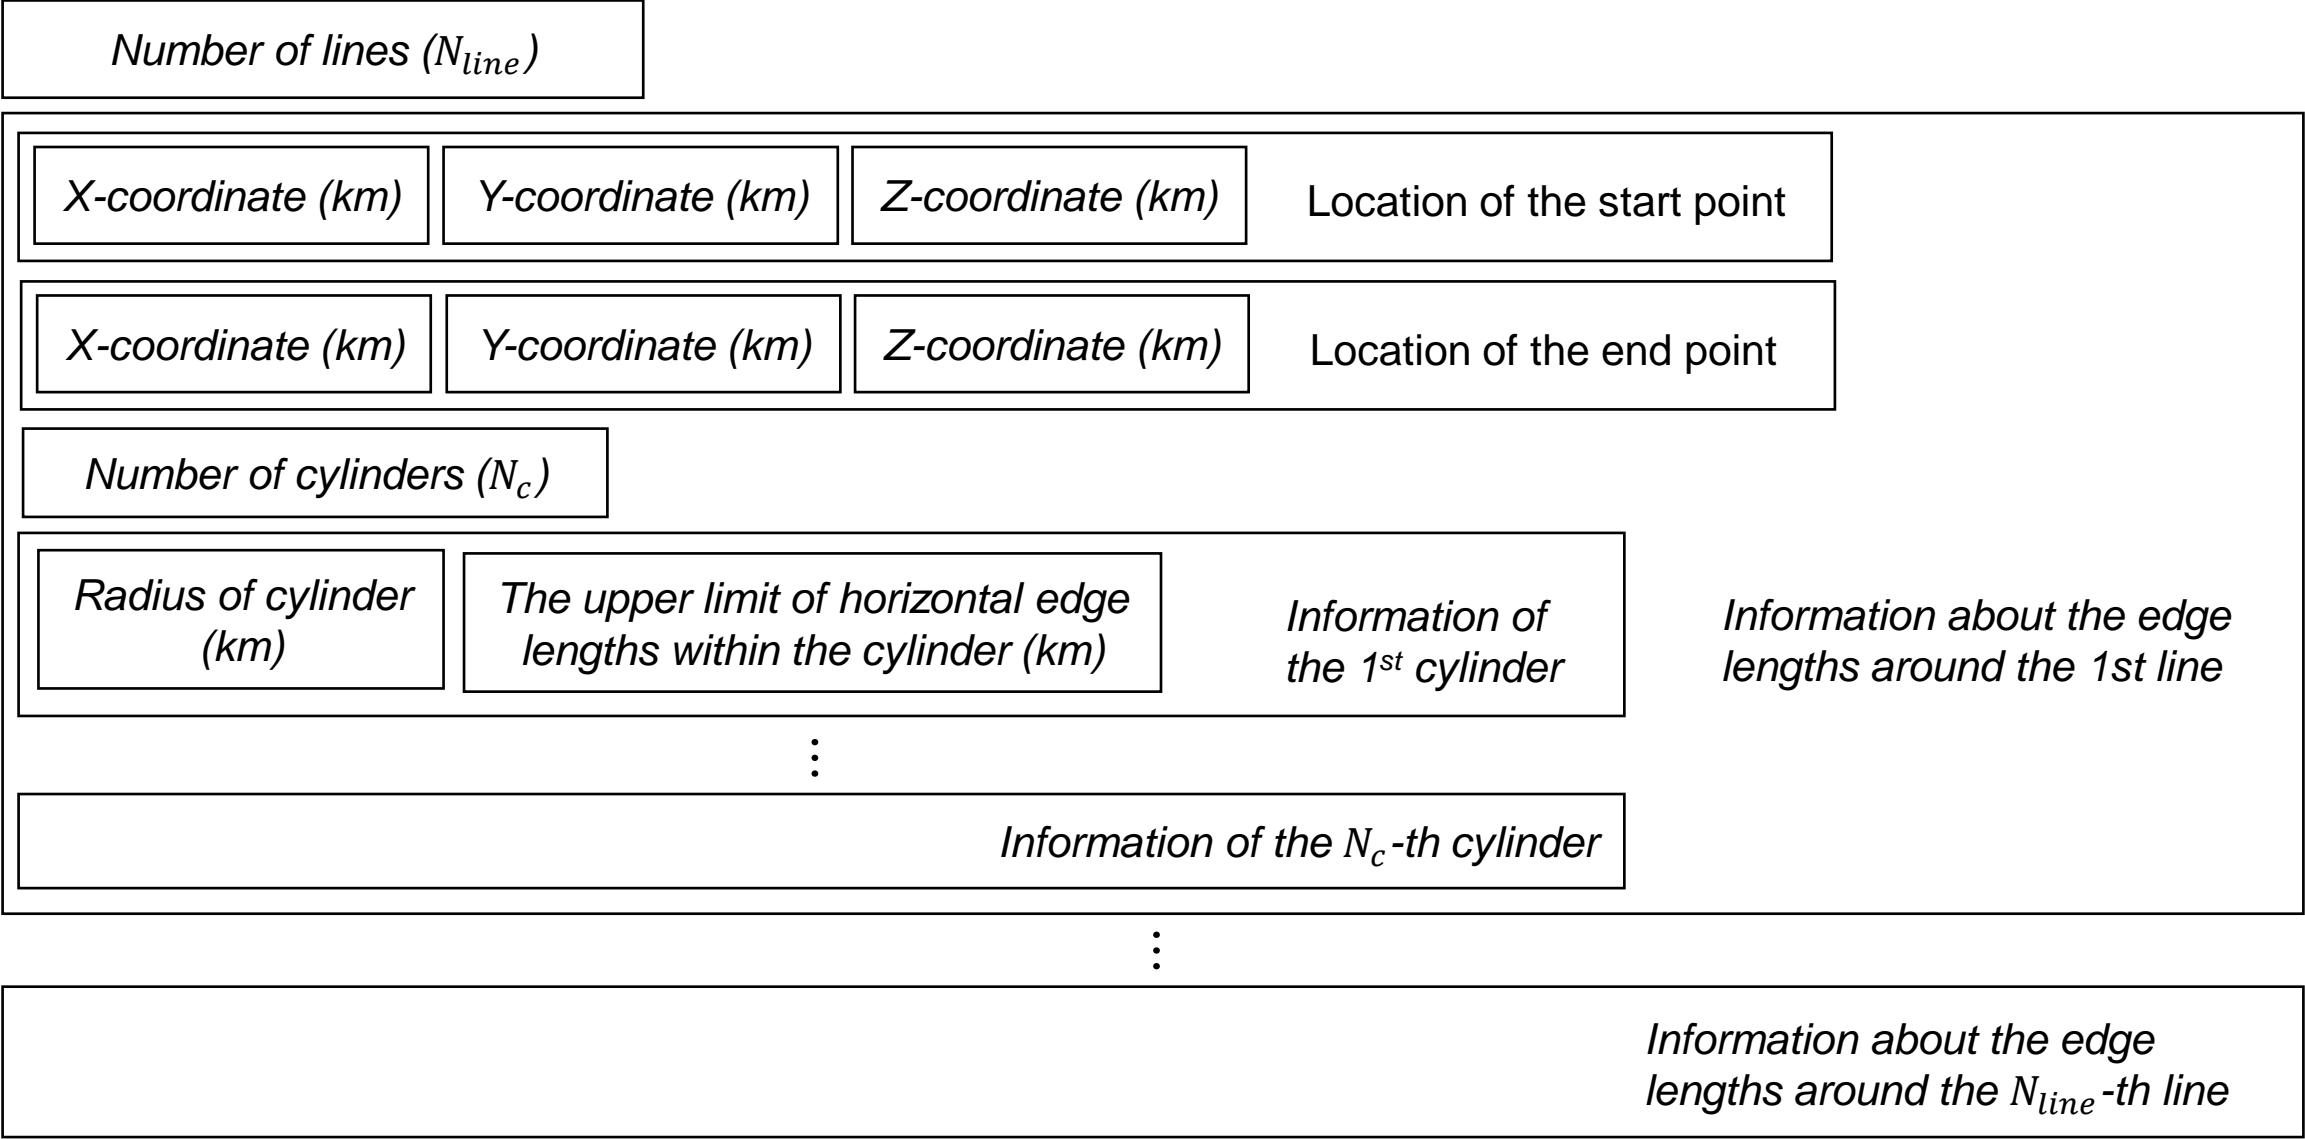 Number of lines (N_line)
X-coordinate (km) Y-coordinate (km) Z-coordinate (km) Location of the start point
X-coordinate (km) Y-coordinate (km) Z-coordinate (km) Location of the end point
Number of cylinders (N_c)
Radius of cylinder
(km)
The upper limit of horizontal edge
lengths within the cylinder (km)
Information of
the 1st cylinder
Information about the edge
lengths around the 1st line
⋮
Information of the N_c-th cylinder
⋮
Information about the edge
lengths around the N_line-th line